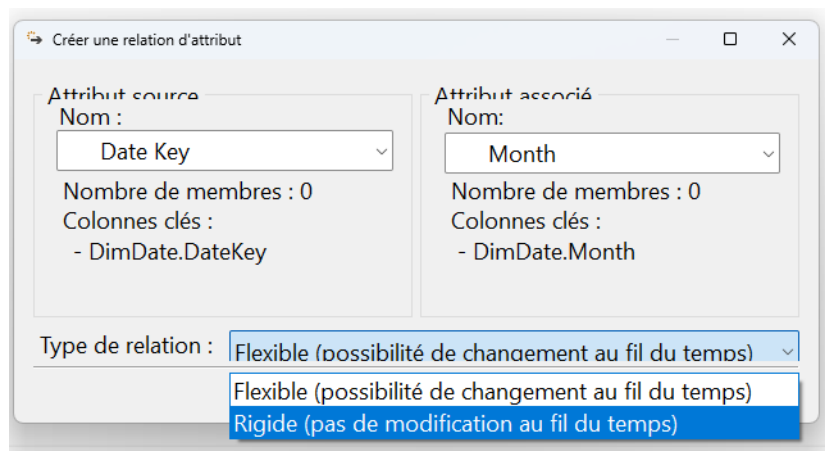 Créer une relation d'attribut
Attribut source
Nom :
Date Key
Nombre de membres : 0
Colonnes clés :
- DimDate.DateKey
Attribut associé
Nom:
Month
Nombre de membres : 0
Colonnes clés :
- DimDate.Month
Type de relation :
Flexible (possibilité de changement au fil du temps)
Flexible (possibilité de changement au fil du temps)
Rigide (pas de modification au fil du temps)